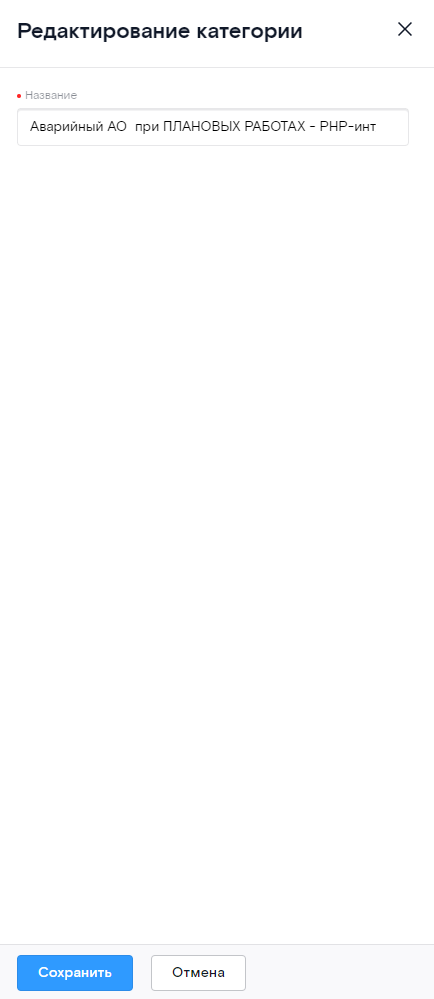 Редактирование категории
Название
Аварийный АО  при ПЛАНОВЫХ РАБОТАХ - РНР-инт
Сохранить
Отмена